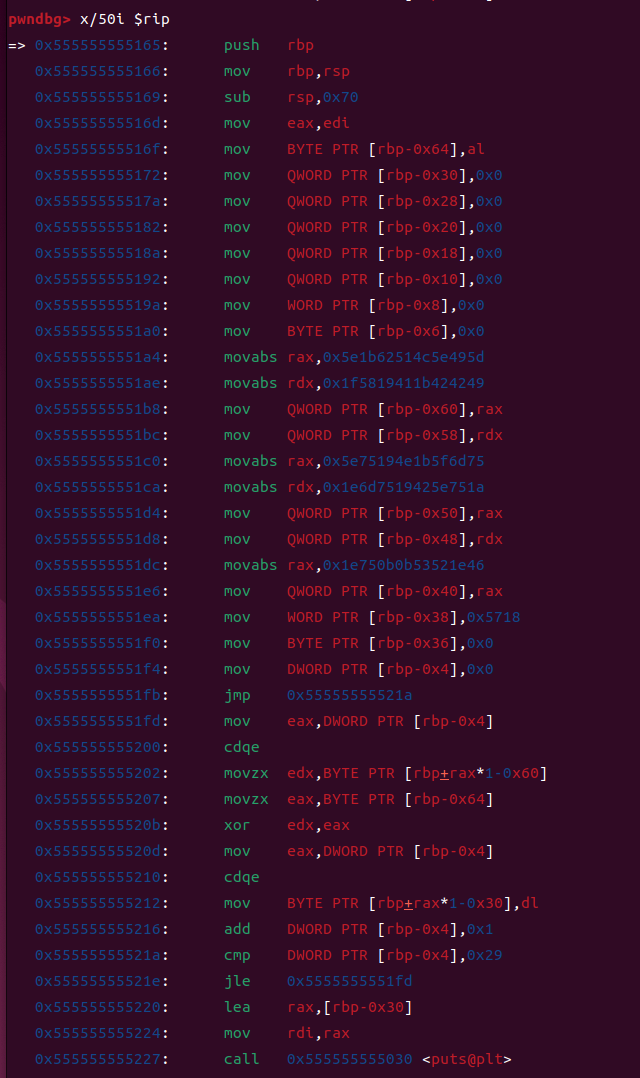 pwndbg> x/50i $rip
=> 0x555555555165: push rbp
0x555555555166: mov rbp,rsp
0x555555555169: sub rsp,0x70
0x55555555516d: mov eax,edi
0x55555555516f: mov BYTE PTR [rbp-0x64],al
0x555555555172: mov QWORD PTR [rbp-0x30],0x0
0x55555555517a: mov QWORD PTR [rbp-0x28],0x0
0x555555555182: mov QWORD PTR [rbp-0x20],0x0
0x55555555518a: mov QWORD PTR [rbp-0x18],0x0
0x555555555192: mov QWORD PTR [rbp-0x10],0x0
0x55555555519a: mov WORD PTR [rbp-0x8],0x0
0x5555555551a0: mov BYTE PTR [rbp-0x6],0x0
0x5555555551a4: movabs rax,0x5e1b62514c5e495d
0x5555555551ae: movabs rdx,0x1f5819411b424249
0x5555555551b8: mov QWORD PTR [rbp-0x60],rax
0x5555555551bc: mov QWORD PTR [rbp-0x58],rdx
0x5555555551c0: movabs rax,0x5e75194e1b5f6d75
0x5555555551ca: movabs rdx,0x1e6d7519425e751a
0x5555555551d4: mov QWORD PTR [rbp-0x50],rax
0x5555555551d8: mov QWORD PTR [rbp-0x48],rdx
0x5555555551dc: movabs rax,0x1e750b0b53521e46
0x5555555551e6: mov QWORD PTR [rbp-0x40],rax
0x5555555551ea: mov WORD PTR [rbp-0x38],0x5718
0x5555555551f0: mov BYTE PTR [rbp-0x36],0x0
0x5555555551f4: mov DWORD PTR [rbp-0x4],0x0
0x5555555551fb: jmp 0x55555555521a
0x5555555551fd: mov eax,DWORD PTR [rbp-0x4]
0x555555555200: cdqe
0x555555555202: movzx edx,BYTE PTR [rbp+rax*1-0x60]
0x555555555207: movzx eax,BYTE PTR [rbp-0x64]
0x55555555520b: xor edx,eax
0x55555555520d: mov eax,DWORD PTR [rbp-0x4]
0x555555555210: cdqe
0x555555555212: mov BYTE PTR [rbp+rax*1-0x30],dl
0x555555555216: add DWORD PTR [rbp-0x4],0x1
0x55555555521a: cmp DWORD PTR [rbp-0x4],0x29
0x55555555521e: jle 0x5555555551fd
0x555555555220: lea rax,[rbp-0x30]
0x555555555224: mov rdi,rax
0x555555555227: call 0x555555555030 <puts@plt>